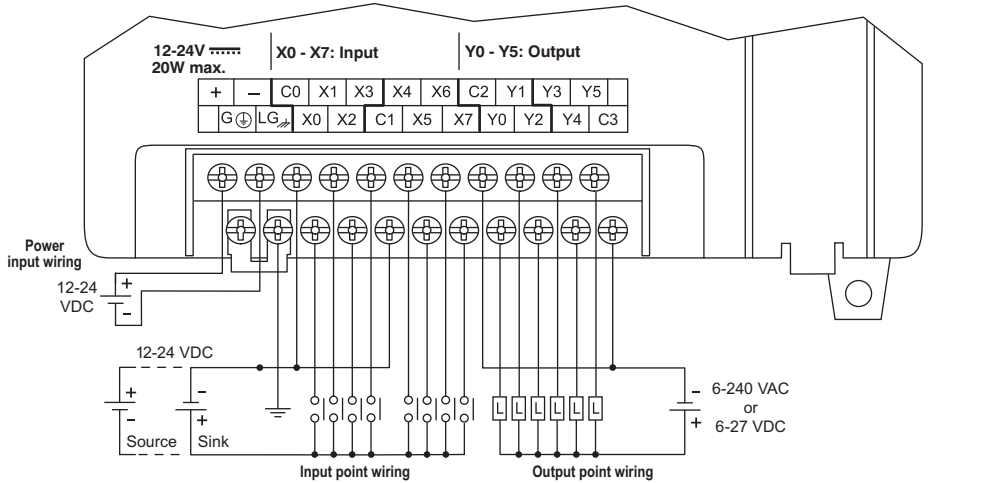 12-24V
20W max.
X0 - X7: Input
Y0 - Y5: Output
+ – C0 X1 X3 X4 X6 C2 Y1 Y3 Y5
G LG X0 X2 C1 X5 X7 Y0 Y2 Y4 C3
Power
input wiring
12-24
VDC
+
-
12-24 VDC
+
-
Source
-
+
Sink
L L L L L L
- 
+
6-240 VAC
or
6-27 VDC
Input point wiring
Output point wiring